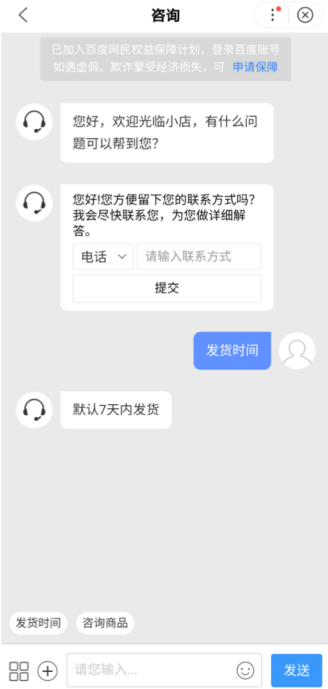 咨询
已加入百度网民权益保障计划，登录百度账号
如遇虚假、欺诈蒙受经济损失，可 申请保障
您好，欢迎光临小店，有什么问
题可以帮到您？
您好!您方便留下您的联系方式吗？
我会尽快联系您，为您做详细解
答。
电话 请输入联系方式
提交
发货时间
默认7天内发货
发货时间 咨询商品
请您输入... 发送